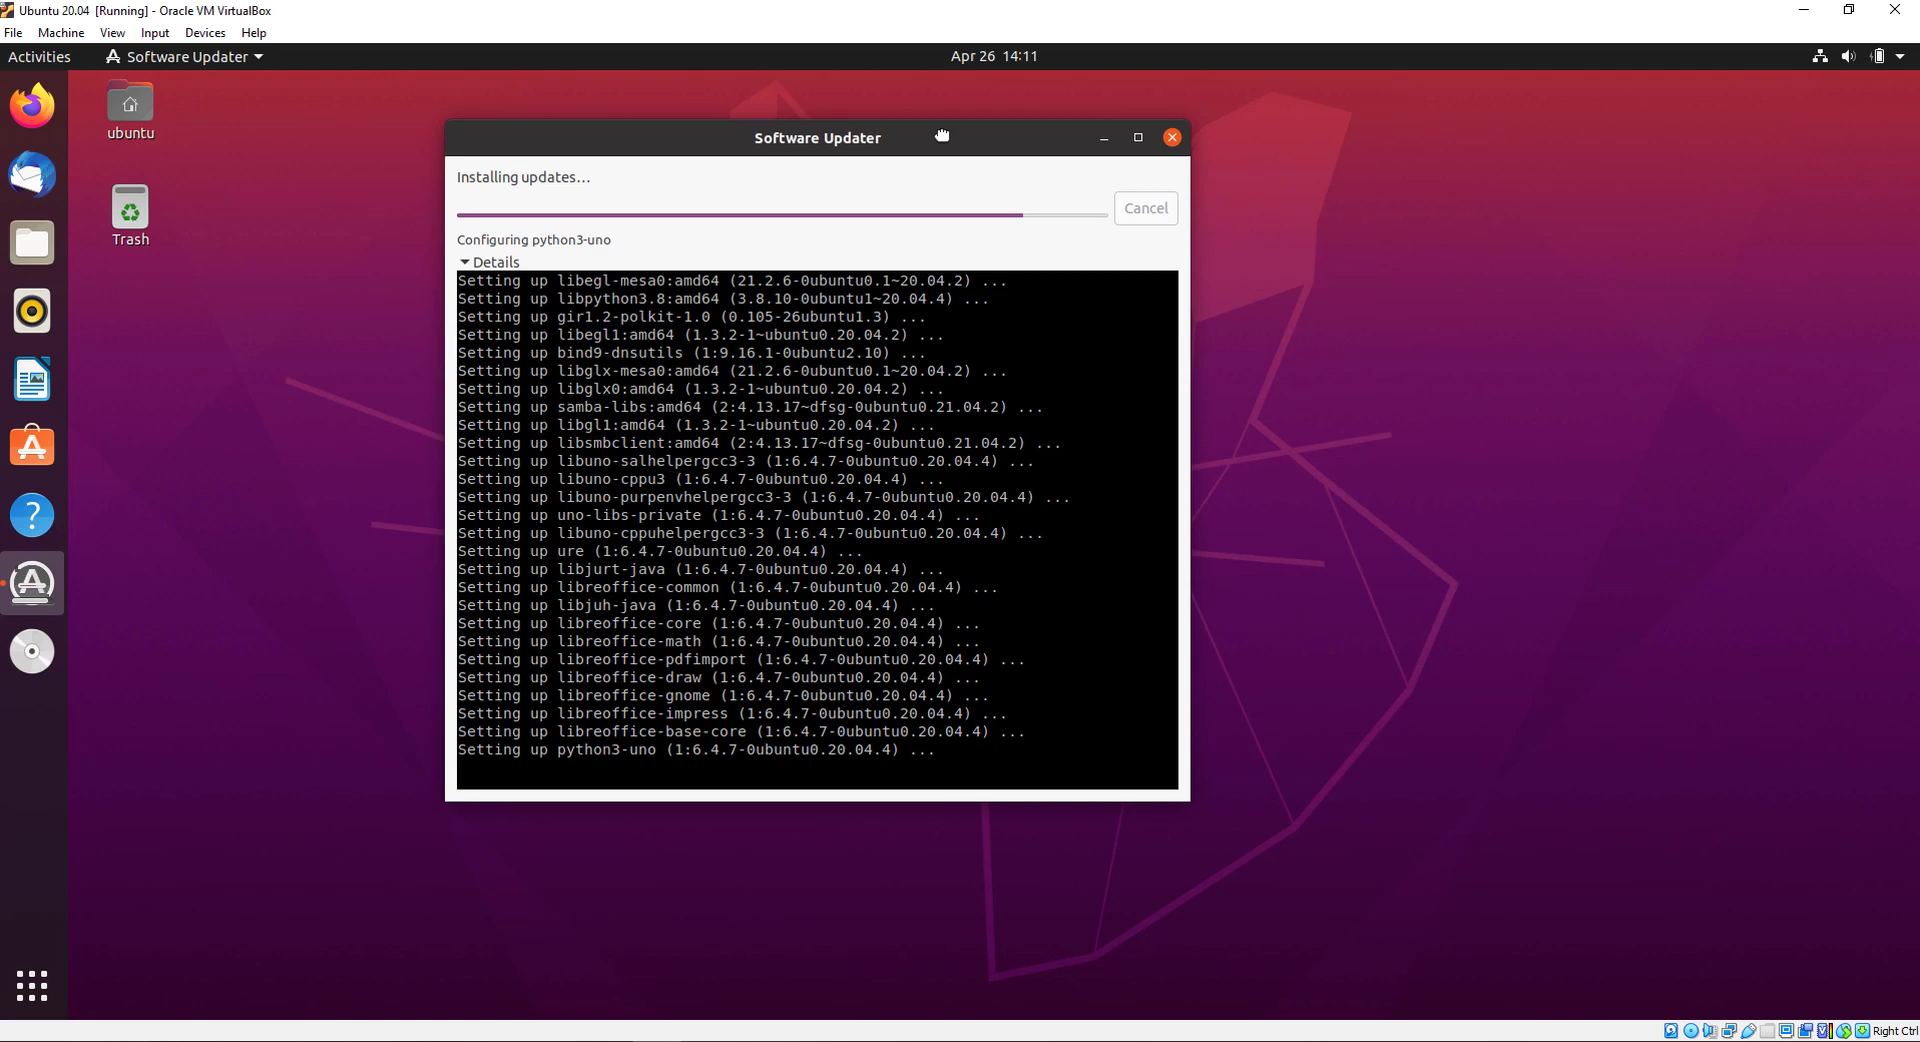 Ubuntu 20.04 [Running] - Oracle VM VirtualBox
File Machine View Input Devices Help
Activities Software Updater Apr 26 14:11
ubuntu
Trash
Software Updater
Installing updates...
Cancel
Configuring python3-uno
Details
Setting up libegl-mesa0:amd64 (21.2.6-0ubuntu0.1~20.04.2) ...
Setting up libpython3.8:amd64 (3.8.10-0ubuntu1~20.04.4) ...
Setting up gir1.2-polkit-1.0 (0.105-26ubuntu1.3) ...
Setting up libegl1:amd64 (1.3.2-1~ubuntu0.20.04.2) ...
Setting up bind9-dnsutils (1:9.16.1-0ubuntu2.10) ...
Setting up libglx-mesa0:amd64 (21.2.6-0ubuntu0.1~20.04.2) ...
Setting up libglx0:amd64 (1.3.2-1~ubuntu0.20.04.2) ...
Setting up samba-libs:amd64 (2:4.13.17~dfsg-0ubuntu0.21.04.2) ...
Setting up libgl1:amd64 (1.3.2-1~ubuntu0.20.04.2) ...
Setting up libsmbclient:amd64 (2:4.13.17~dfsg-0ubuntu0.21.04.2) ...
Setting up libuno-salhelpergcc3-3 (1:6.4.7-0ubuntu0.20.04.4) ...
Setting up libuno-cppu3 (1:6.4.7-0ubuntu0.20.04.4) ...
Setting up libuno-purpenvhelpergcc3-3 (1:6.4.7-0ubuntu0.20.04.4) ...
Setting up uno-libs-private (1:6.4.7-0ubuntu0.20.04.4) ...
Setting up libuno-cppuhelpergcc3-3 (1:6.4.7-0ubuntu0.20.04.4) ...
Setting up ure (1:6.4.7-0ubuntu0.20.04.4) ...
Setting up libjurt-java (1:6.4.7-0ubuntu0.20.04.4) ...
Setting up libreoffice-common (1:6.4.7-0ubuntu0.20.04.4) ...
Setting up libjuh-java (1:6.4.7-0ubuntu0.20.04.4) ...
Setting up libreoffice-core (1:6.4.7-0ubuntu0.20.04.4) ...
Setting up libreoffice-math (1:6.4.7-0ubuntu0.20.04.4) ...
Setting up libreoffice-pdfimport (1:6.4.7-0ubuntu0.20.04.4) ...
Setting up libreoffice-draw (1:6.4.7-0ubuntu0.20.04.4) ...
Setting up libreoffice-gnome (1:6.4.7-0ubuntu0.20.04.4) ...
Setting up libreoffice-impress (1:6.4.7-0ubuntu0.20.04.4) ...
Setting up libreoffice-base-core (1:6.4.7-0ubuntu0.20.04.4) ...
Setting up python3-uno (1:6.4.7-0ubuntu0.20.04.4) ...
Right Ctrl